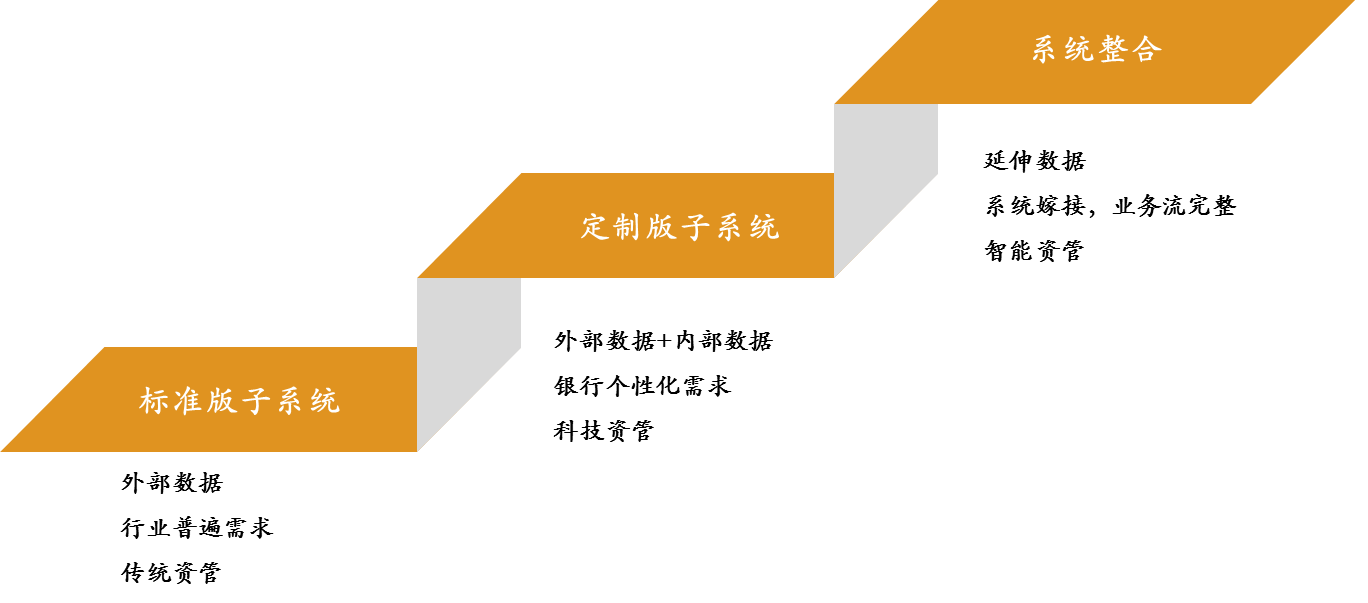 系统整合
延伸数据
系统嫁接，业务流完整
智能资管
定制版子系统
外部数据+内部数据
银行个性化需求
科技资管
标准版子系统
外部数据
行业普遍需求
传统资管